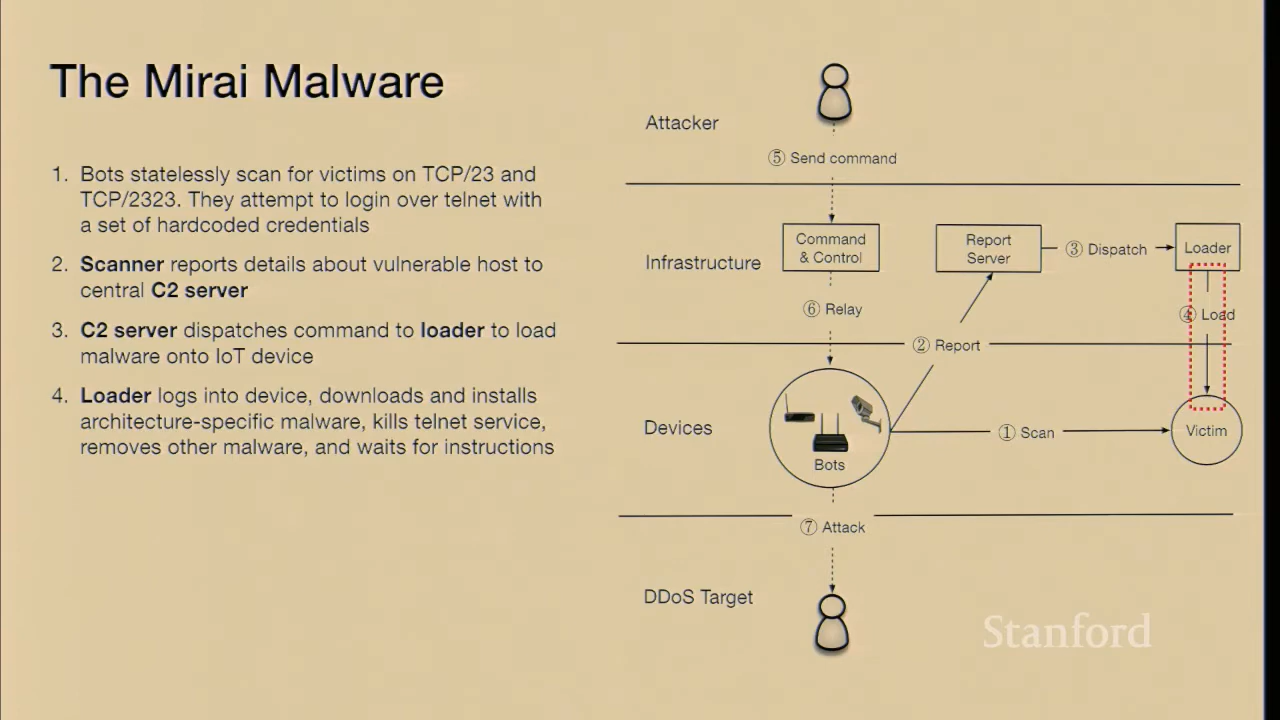 The Mirai Malware
1. Bots statelessly scan for victims on TCP/23 and
TCP/2323. They attempt to login over telnet with
a set of hardcoded credentials
2. Scanner reports details about vulnerable host to
central C2 server
3. C2 server dispatches command to loader to load
malware onto IoT device
4. Loader logs into device, downloads and installs
architecture-specific malware, kills telnet service,
removes other malware, and waits for instructions
Attacker
⑤ Send command
Infrastructure
Command
& Control
Report
Server
③ Dispatch
Loader
⑥ Relay
④ Load
② Report
Devices
Bots
① Scan
Victim
⑦ Attack
DDoS Target
Stanford